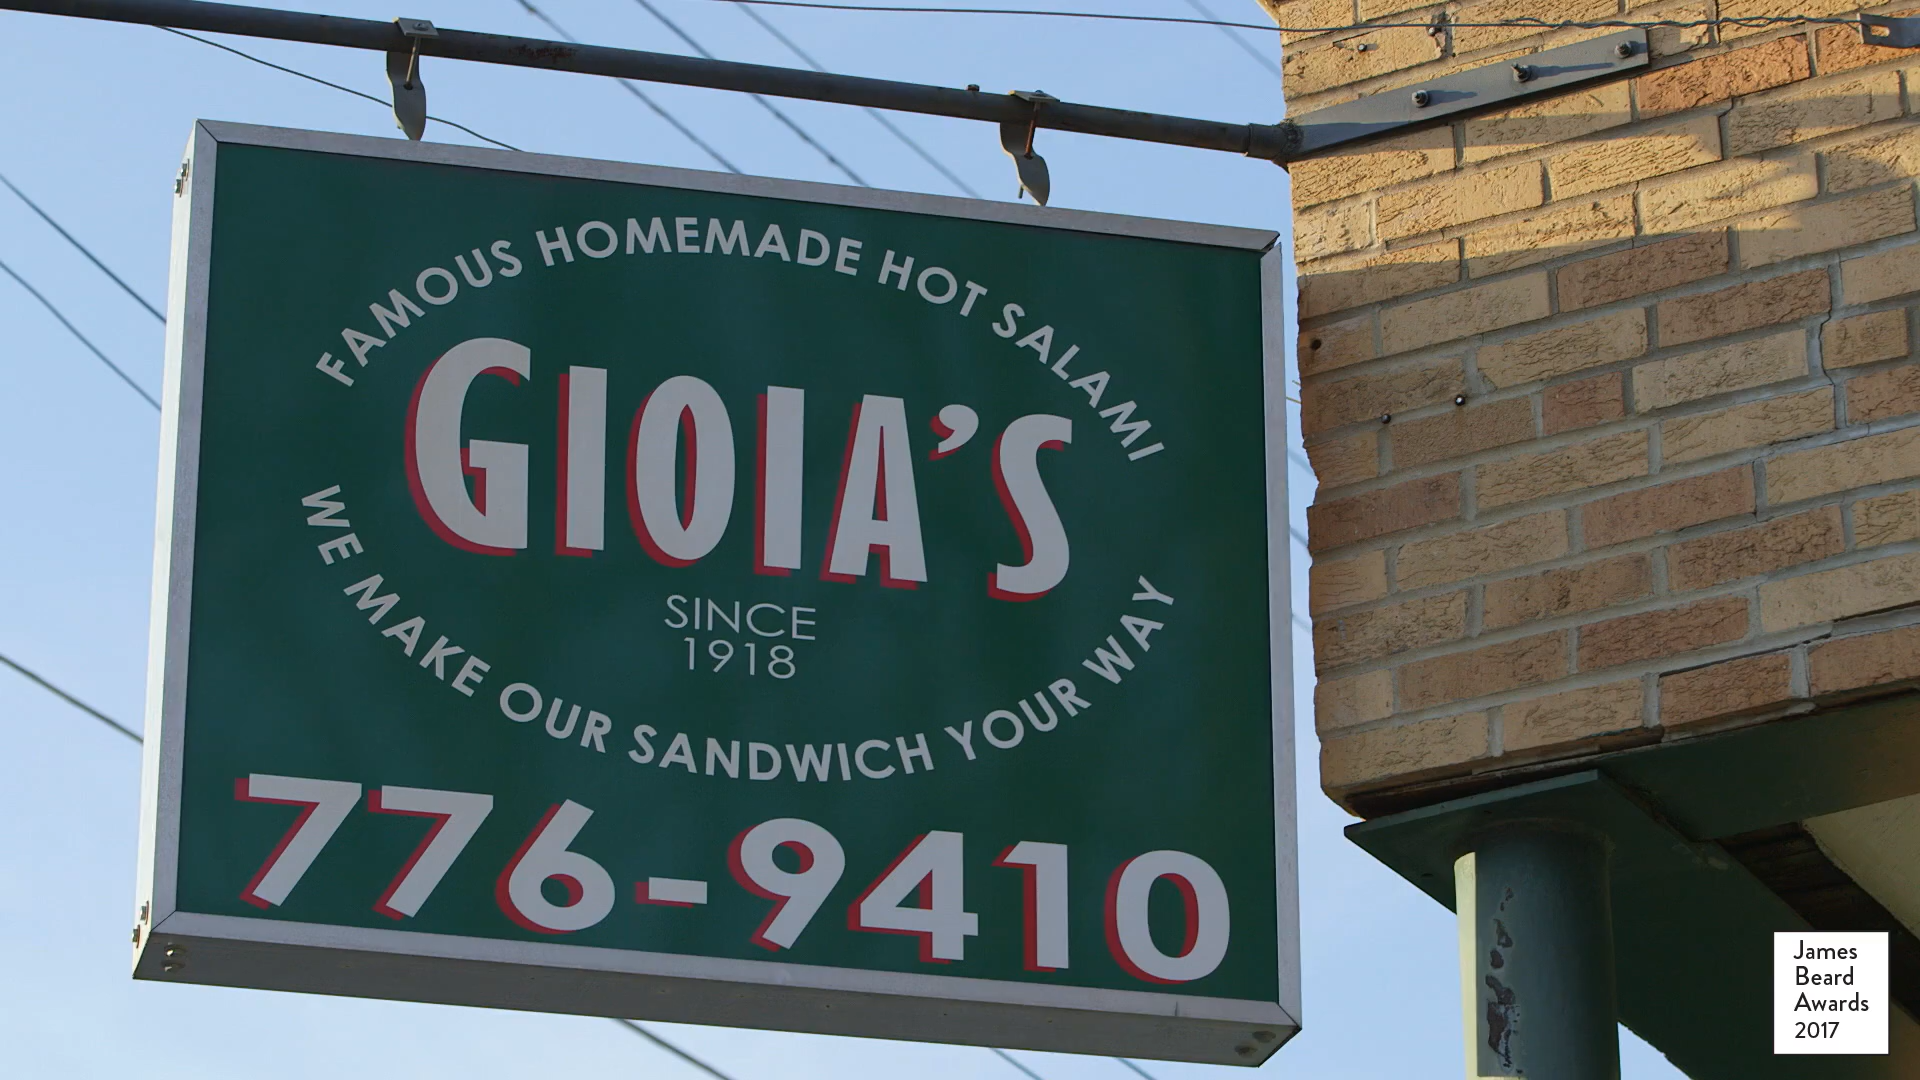 FAMOUS HOMEMADE HOT SALAMI
GIOIA'S
SINCE
1918
WE MAKE OUR SANDWICH YOUR WAY
776-9410
James
Beard
Awards
2017